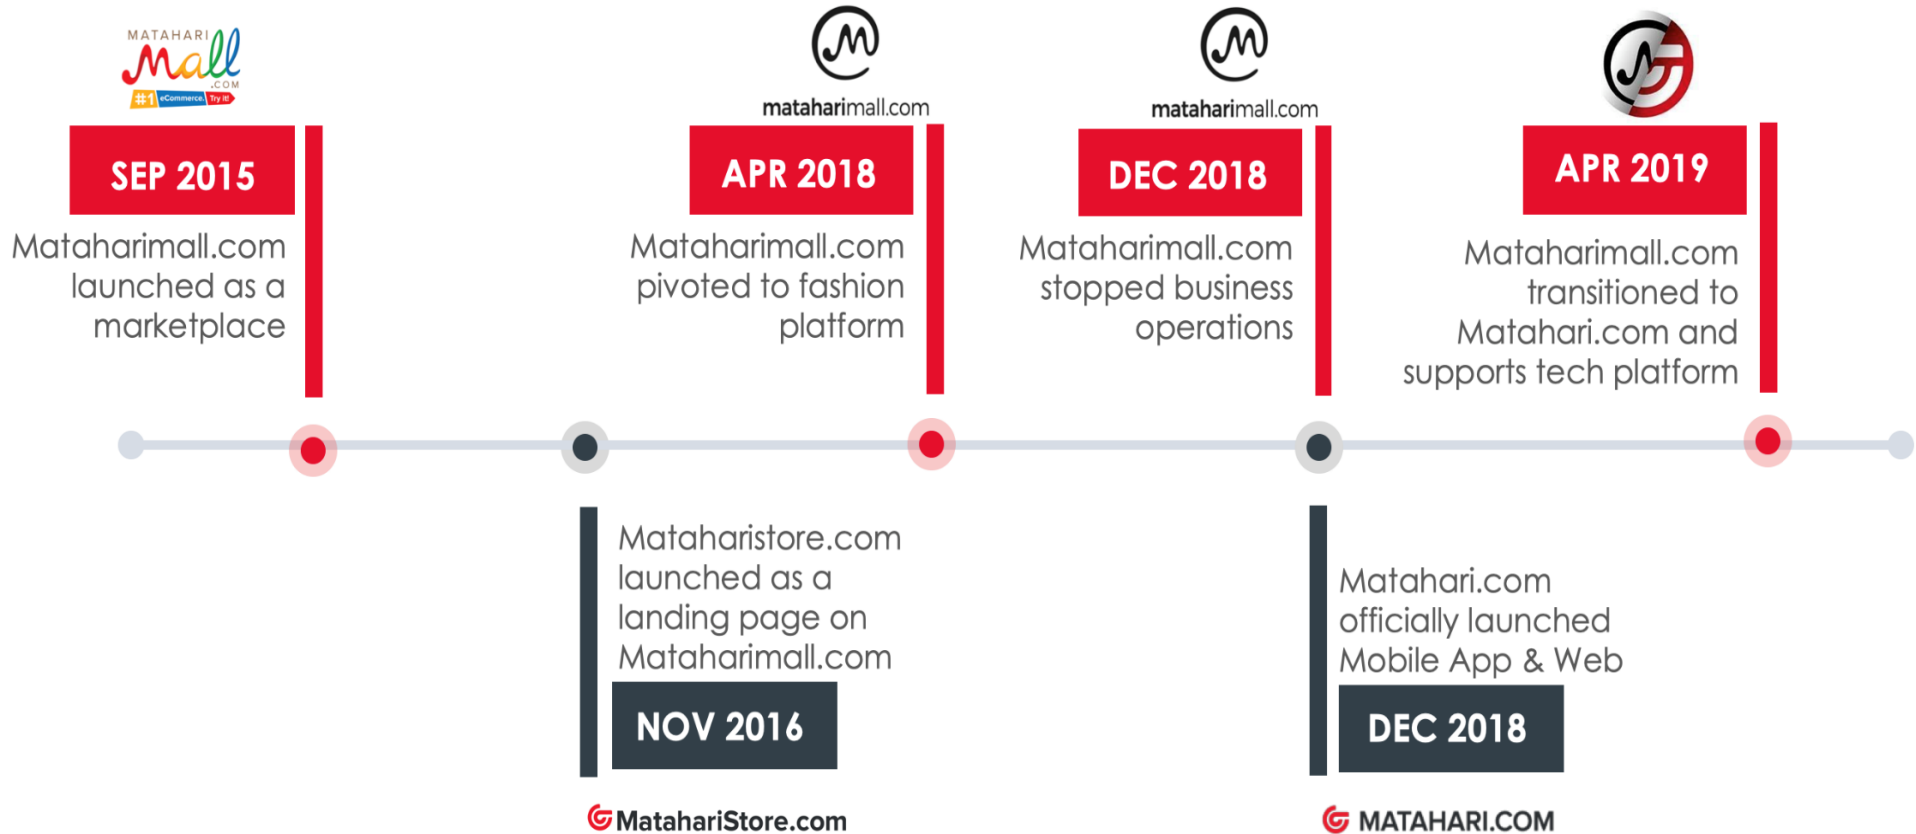 MATAHARI
Mall
.COM
#1 eCommerce. Try it!
SEP 2015
Mataharimall.com
launched as a
marketplace
mataharimall.com
APR 2018
Mataharimall.com
pivoted to fashion
platform
mataharimall.com
DEC 2018
Mataharimall.com
stopped business
operations
APR 2019
Mataharimall.com
transitioned to
Matahari.com and
supports tech platform
Mataharistore.com
launched as a
landing page on
Mataharimall.com
NOV 2016
MatahariStore.com
Matahari.com
officially launched
Mobile App & Web
DEC 2018
MATAHARI.COM